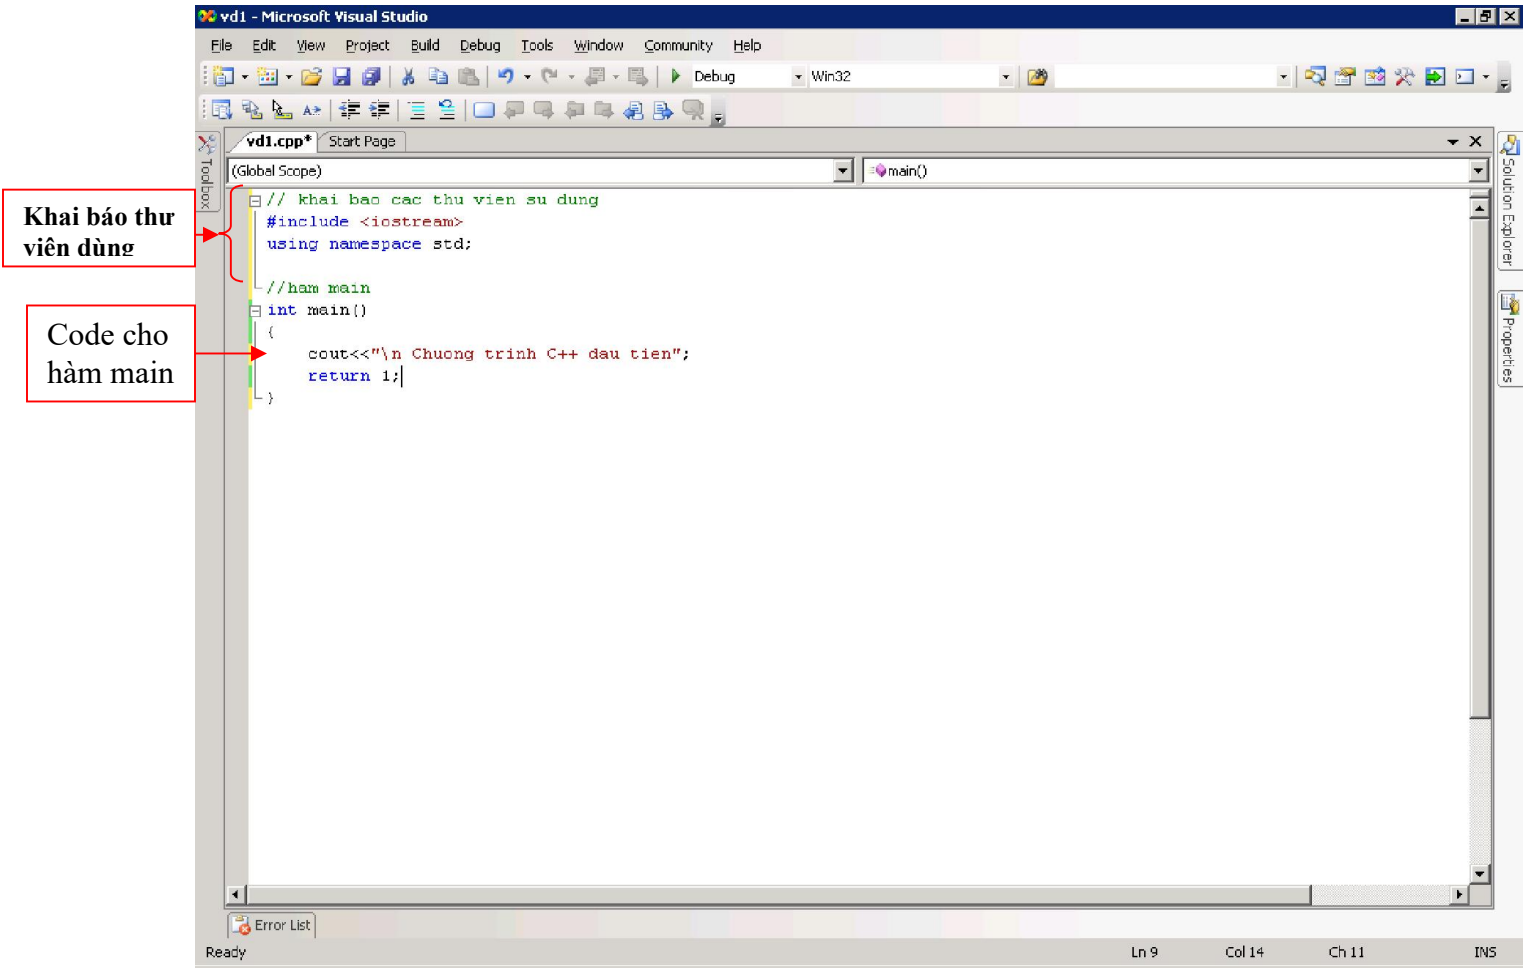 vd1 - Microsoft Visual Studio
File Edit View Project Build Debug Tools Window Community Help
Debug Win32
vd1.cpp* Start Page
Toolbox
(Global Scope) main()
Khai báo thư
viên dùng
// khai bao cac thu vien su dung
#include <iostream>
using namespace std;
//ham main
int main()
{
cout<<"\n Chuong trinh C++ dau tien";
return 1;
}
Code cho
hàm main
Solution Explorer
Properties
Error List
Ready Ln 9 Col 14 Ch 11 INS